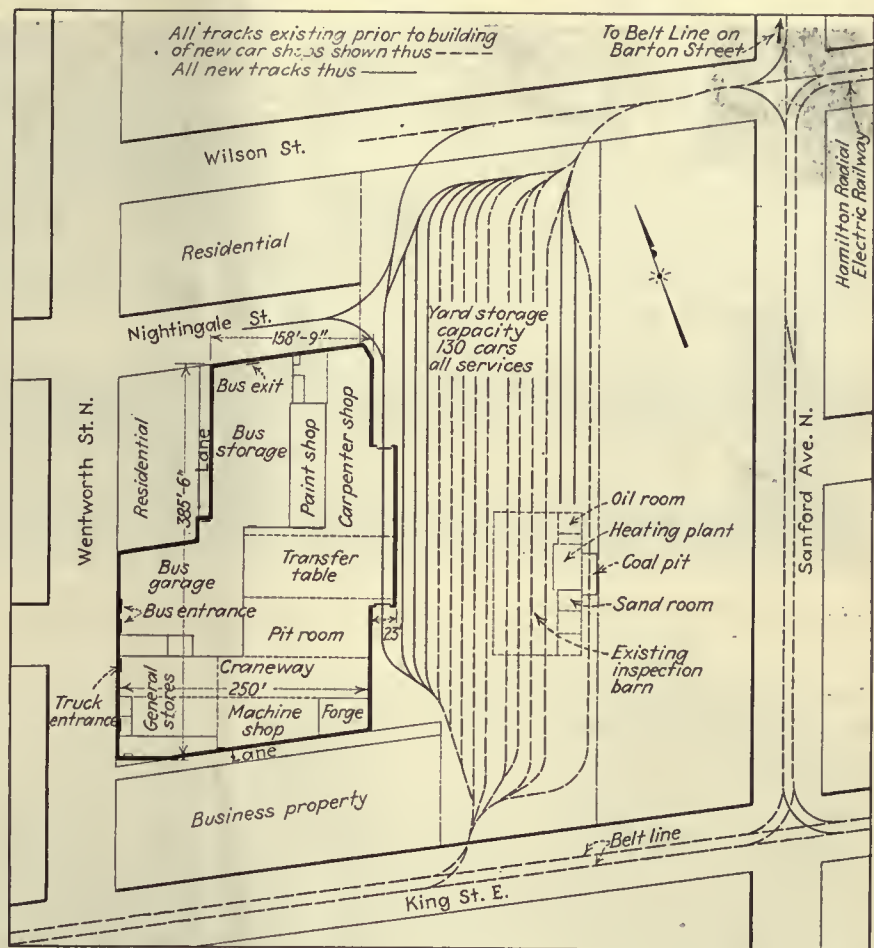 All tracks existing prior to building
of new car shops shown thus
All new tracks thus
To Belt Line on
Barton Street
Wilson St.
Hamilton Radial
Electric Railway
Residential
Nightingale St.
158'-9"
Yard storage
capacity
130 cars
all services
Bus exit
Wentworth St. N.
Residential
Lane
385'-6"
Bus
storage
Paint shop
Carpenter shop
Sanford Ave. N.
Oil room
Heating plant
Coal pit
Sand room
Existing
inspection
barn
Transfer
table
Bus
garage
Bus entrance
Pit room
25'
Craneway
250'
Truck
entrance
General
stores
Machine
shop
Forge
Lane
Business property
Belt line
King St. E.